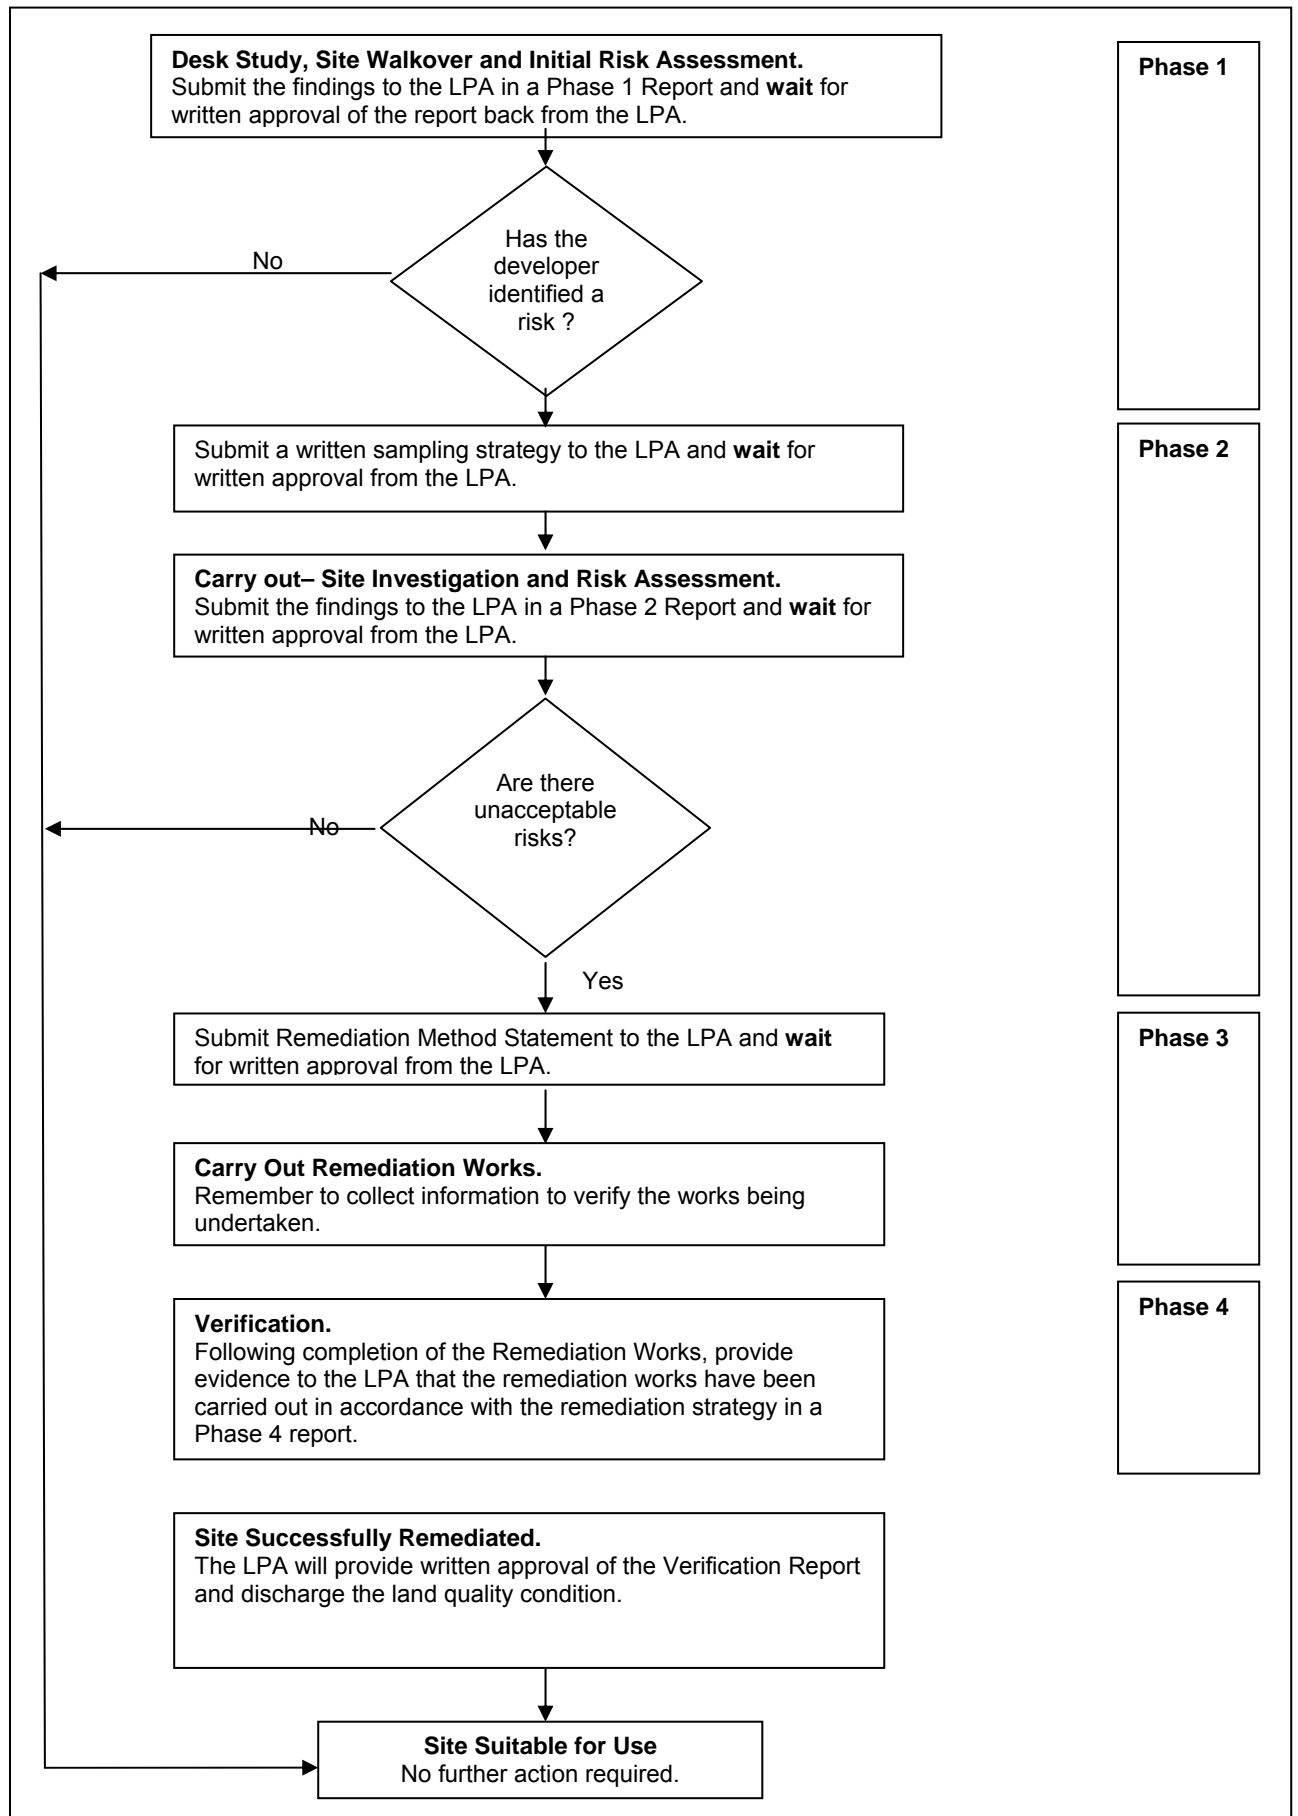 Desk Study, Site Walkover and Initial Risk Assessment.
Submit the findings to the LPA in a Phase 1 Report and wait for
written approval of the report back from the LPA.
Phase 1
Has the
developer
identified a
risk ?
No
Submit a written sampling strategy to the LPA and wait for
written approval from the LPA.
Phase 2
Carry out– Site Investigation and Risk Assessment.
Submit the findings to the LPA in a Phase 2 Report and wait for
written approval from the LPA.
Are there
unacceptable
risks?
No
Yes
Submit Remediation Method Statement to the LPA and wait
for written approval from the LPA.
Phase 3
Carry Out Remediation Works.
Remember to collect information to verify the works being
undertaken.
Verification.
Following completion of the Remediation Works, provide
evidence to the LPA that the remediation works have been
carried out in accordance with the remediation strategy in a
Phase 4 report.
Phase 4
Site Successfully Remediated.
The LPA will provide written approval of the Verification Report
and discharge the land quality condition.
Site Suitable for Use
No further action required.